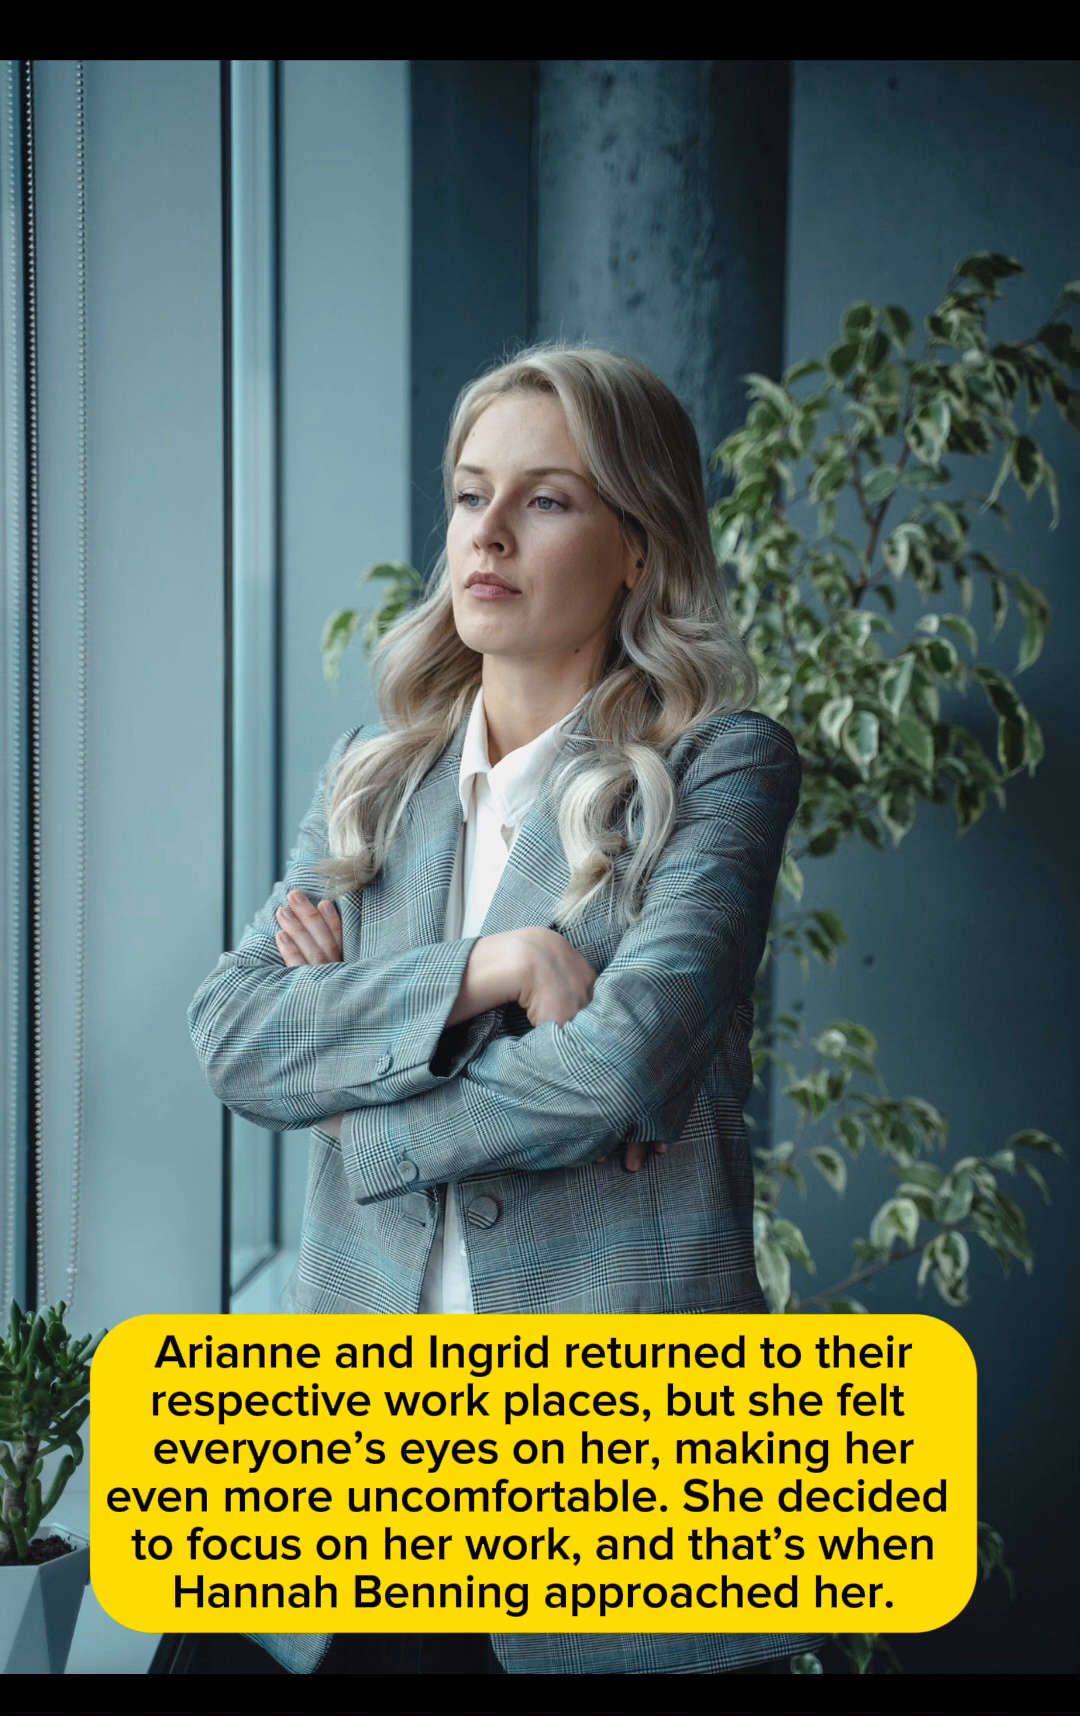 Arianne and Ingrid returned to their
respective work places, but she felt
everyone’s eyes on her, making her
even more uncomfortable. She decided
to focus on her work, and that’s when
Hannah Benning approached her.